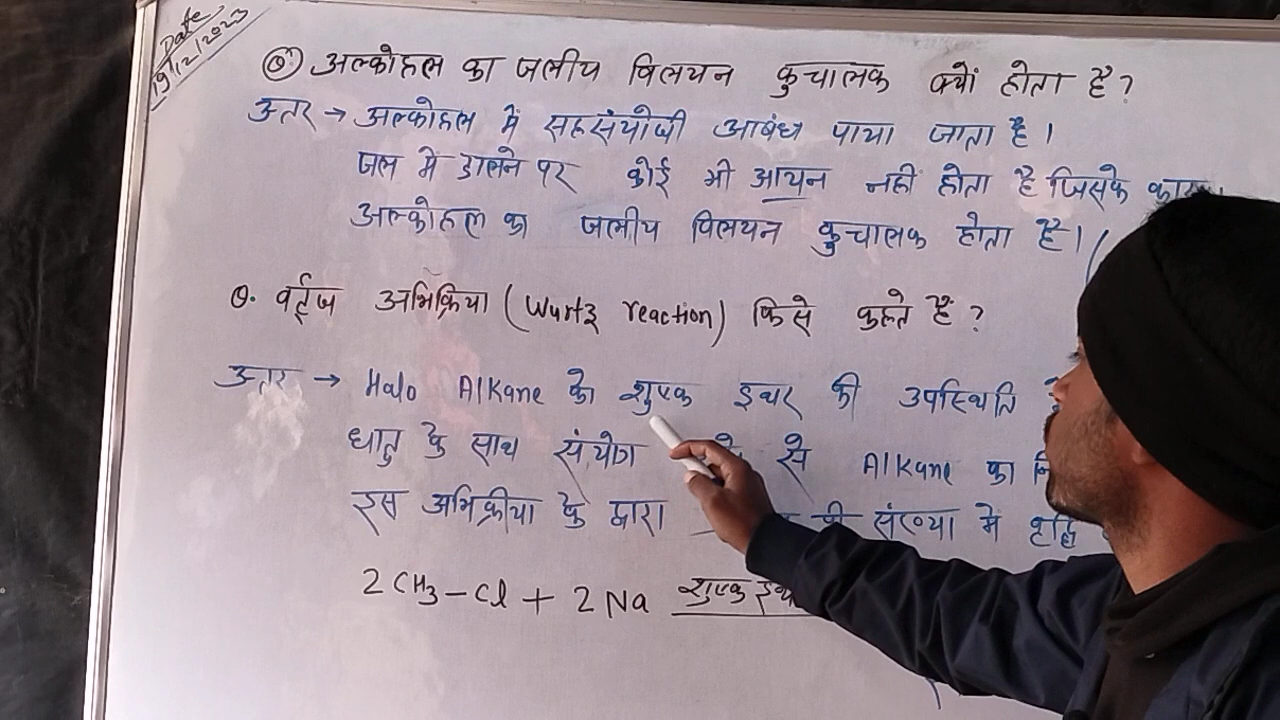 Date
19/12/2023
Q. अल्कोहल का जलीय विलयन कुचालक क्यों होता है?
उत्तर → अल्कोहल में सहसंयोजी आबंध पाया जाता है।
जल में डालने पर कोई भी आयन नहीं होता है जिसके
अल्कोहल का जलीय विलयन कुचालक होता है।
Q. वर्ट्ज अभिक्रिया (Wurtz reaction) किसे कहते हैं?
उत्तर → Halo Alkane को शुष्क इथर की उपस्थिति
धातु के साथ संयोग से Alkane का
इस अभिक्रीया के द्वारा की संख्या में वृद्धि
2CH3-Cl + 2Na शुष्क